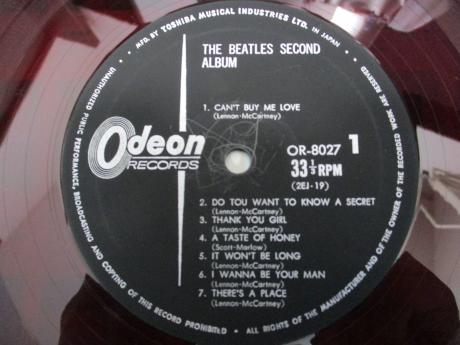 MFD. BY TOSHIBA MUSICAL INDUSTRIES LTD. IN JAPAN
THE BEATLES SECOND
ALBUM
1. CAN'T BUY ME LOVE
(Lennon-McCartney)
Odeon
RECORDS
OR-8027 1
33 1/3 RPM
(2EJ-19)
2. DO TOU WANT TO KNOW A SECRET
(Lennon-McCartney)
3. THANK YOU GIRL
(Lennon-McCartney)
4. A TASTE OF HONEY
(Scott-Marlow)
5. IT WON'T BE LONG
(Lennon-McCartney)
6. I WANNA BE YOUR MAN
(Lennon-McCartney)
7. THERE'S A PLACE
(Lennon-McCartney)
UNAUTHORIZED PUBLIC PERFORMANCE, BROADCASTING AND COPYING OF THIS RECORD PROHIBITED • ALL RIGHTS OF THE MANUFACTURER AND OF THE OWNER OF THE RECORDED WORK ARE RESERVED